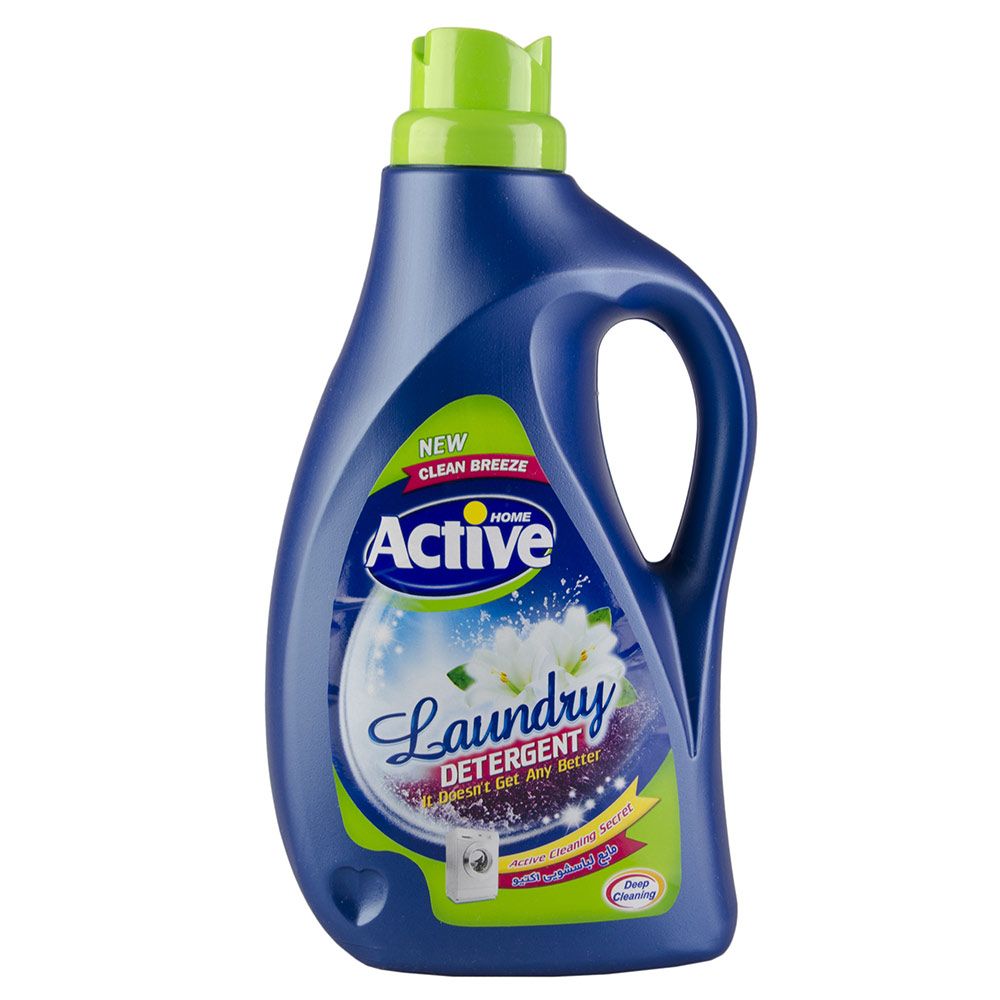 NEW
CLEAN BREEZE
HOME
Active
Laundry
DETERGENT
It Doesn't Get Any Better
Active Cleaning Secret
مایع لباسشویی اکتیو
Deep
Cleaning